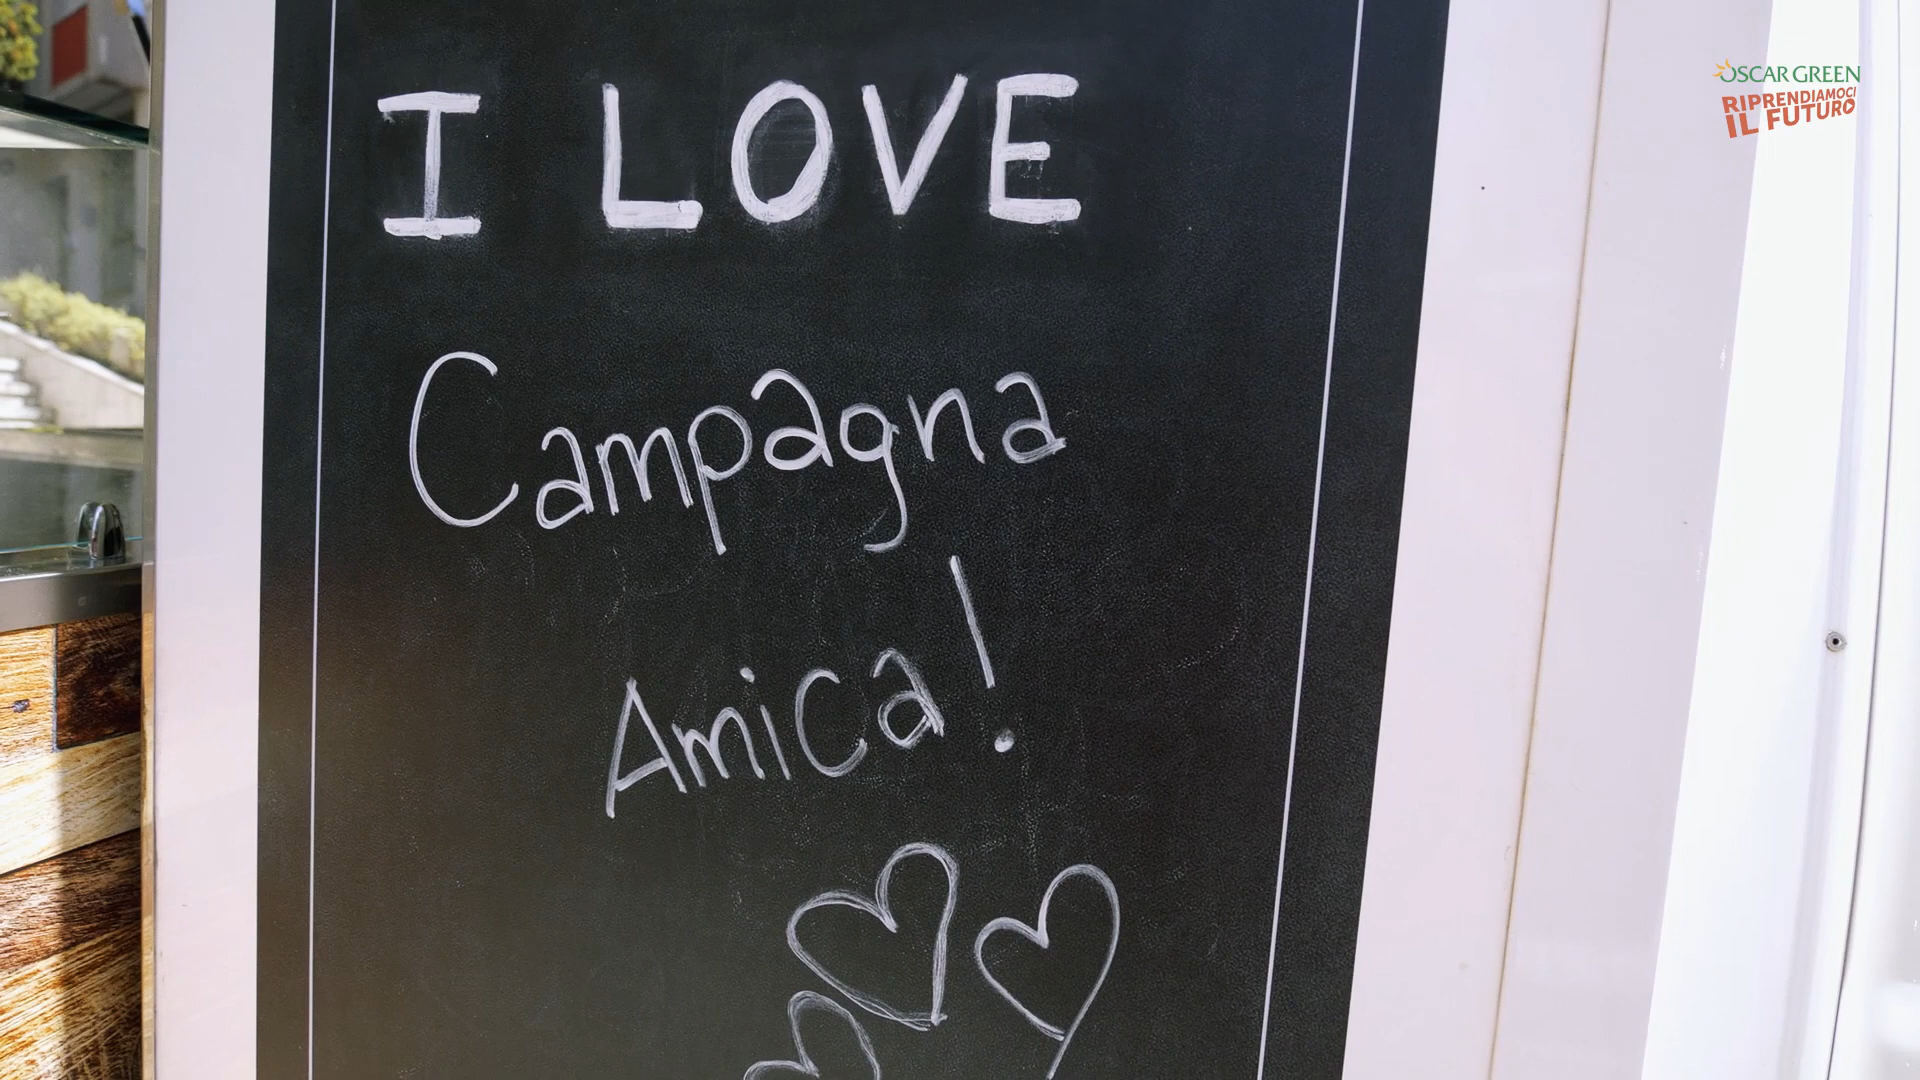 I LOVE
Campagna
Amica!
OSCAR GREEN
RIPRENDIAMOCI
IL FUTURO